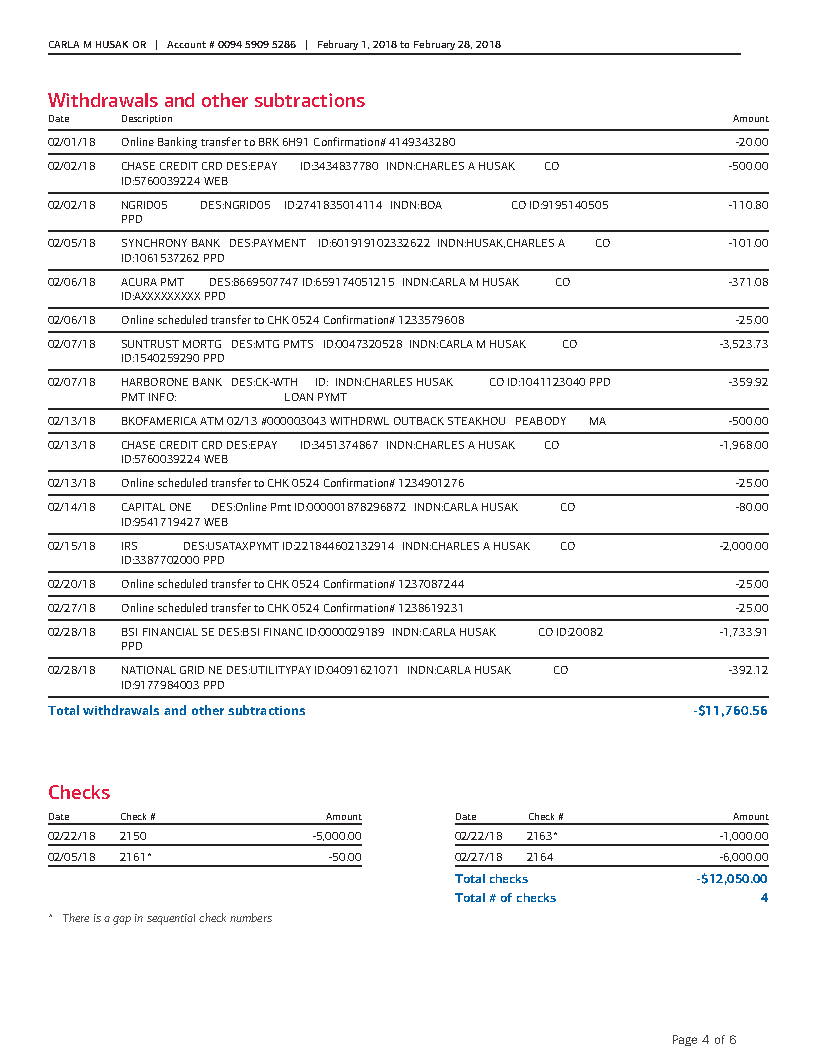 CARLA M HUSAK OR | Account # 0094 5909 5286 | February 1, 2018 to February 28, 2018
Withdrawals and other subtractions
Date Description Amount
02/01/18 Online Banking transfer to BRK 6H91 Confirmation# 4149343280 -20.00
02/02/18 CHASE CREDIT CRD DES:EPAY ID:3434837780 INDN:CHARLES A HUSAK CO -500.00
ID:5760039224 WEB
02/02/18 NGRID05 DES:NGRID05 ID:2741835014114 INDN:BOA CO ID:9195140505 -110.80
PPD
02/05/18 SYNCHRONY BANK DES:PAYMENT ID:601919102332622 INDN:HUSAK,CHARLES A CO -101.00
ID:1061537262 PPD
02/06/18 ACURA PMT DES:8669507747 ID:659174051215 INDN:CARLA M HUSAK CO -371.08
ID:AXXXXXXXXX PPD
02/06/18 Online scheduled transfer to CHK 0524 Confirmation# 1233579608 -25.00
02/07/18 SUNTRUST MORTG DES:MTG PMTS ID:0047320528 INDN:CARLA M HUSAK CO -3,523.73
ID:1540259290 PPD
02/07/18 HARBORONE BANK DES:CK-WTH ID: INDN:CHARLES HUSAK CO ID:1041123040 PPD -359.92
PMT INFO: LOAN PYMT
02/13/18 BKOFAMERICA ATM 02/13 #000003043 WITHDRWL OUTBACK STEAKHOU PEABODY MA -500.00
02/13/18 CHASE CREDIT CRD DES:EPAY ID:3451374867 INDN:CHARLES A HUSAK CO -1,968.00
ID:5760039224 WEB
02/13/18 Online scheduled transfer to CHK 0524 Confirmation# 1234901276 -25.00
02/14/18 CAPITAL ONE DES:Online Pmt ID:000001878296872 INDN:CARLA HUSAK CO -80.00
ID:9541719427 WEB
02/15/18 IRS DES:USATAXPYMT ID:221844602132914 INDN:CHARLES A HUSAK CO -2,000.00
ID:3387702000 PPD
02/20/18 Online scheduled transfer to CHK 0524 Confirmation# 1237087244 -25.00
02/27/18 Online scheduled transfer to CHK 0524 Confirmation# 1238619231 -25.00
02/28/18 BSI FINANCIAL SE DES:BSI FINANC ID:0000029189 INDN:CARLA HUSAK CO ID:20082 -1,733.91
PPD
02/28/18 NATIONAL GRID NE DES:UTILITYPAY ID:04091621071 INDN:CARLA HUSAK CO -392.12
ID:9177984003 PPD
Total withdrawals and other subtractions -$11,760.56
Checks
Date Check # Amount Date Check # Amount
02/22/18 2150 -5,000.00 02/22/18 2163* -1,000.00
02/05/18 2161* -50.00 02/27/18 2164 -6,000.00
Total checks -$12,050.00
Total # of checks 4
* There is a gap in sequential check numbers
Page 4 of 6